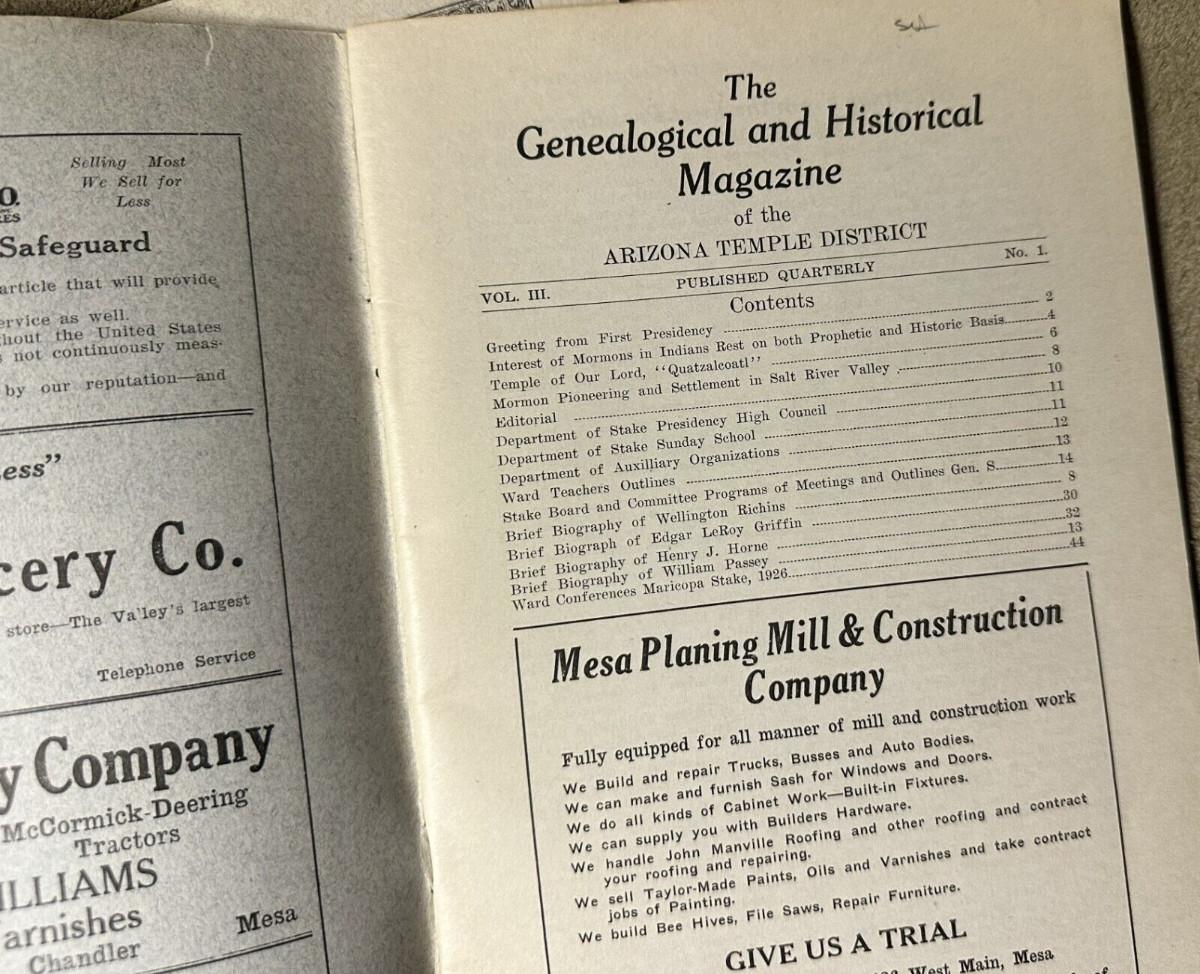 Selling Most
We Sell for
Less
O.
Safeguard
article that will provide
ervice as well.
hout the United States
not continuously meas-
by our reputation—and
ess”
cery Co.
store—The Va'ley's largest
Telephone Service
y Company
McCormick-Deering
Tractors
ILLIAMS
arnishes
Chandler
Mesa
The
Genealogical and Historical
Magazine
of the
ARIZONA TEMPLE DISTRICT
VOL. III. PUBLISHED QUARTERLY No. 1.
Contents
Greeting from First Presidency 2
Interest of Mormons in Indians Rest on both Prophetic and Historic Basis 4
Temple of Our Lord, “Quatzalcoatl” 6
Mormon Pioneering and Settlement in Salt River Valley 8
Editorial 10
Department of Stake Presidency High Council 11
Department of Stake Sunday School 11
Department of Auxilliary Organizations 12
Ward Teachers Outlines 13
Stake Board and Committee Programs of Meetings and Outlines Gen. S. 14
Brief Biography of Wellington Richins 8
Brief Biograph of Edgar LeRoy Griffin 30
Brief Biography of Henry J. Horne 32
Brief Biography of William Passey 13
Ward Conferences Maricopa Stake, 1926 44
Mesa Planing Mill & Construction
Company
Fully equipped for all manner of mill and construction work
We Build and repair Trucks, Busses and Auto Bodies.
We can make and furnish Sash for Windows and Doors.
We do all kinds of Cabinet Work—Built-in Fixtures.
We can supply you with Builders Hardware.
We handle John Manville Roofing and other roofing and contract
your roofing and repairing.
We sell Taylor-Made Paints, Oils and Varnishes and take contract
jobs of Painting.
We build Bee Hives, File Saws, Repair Furniture.
GIVE US A TRIAL
West Main, Mesa